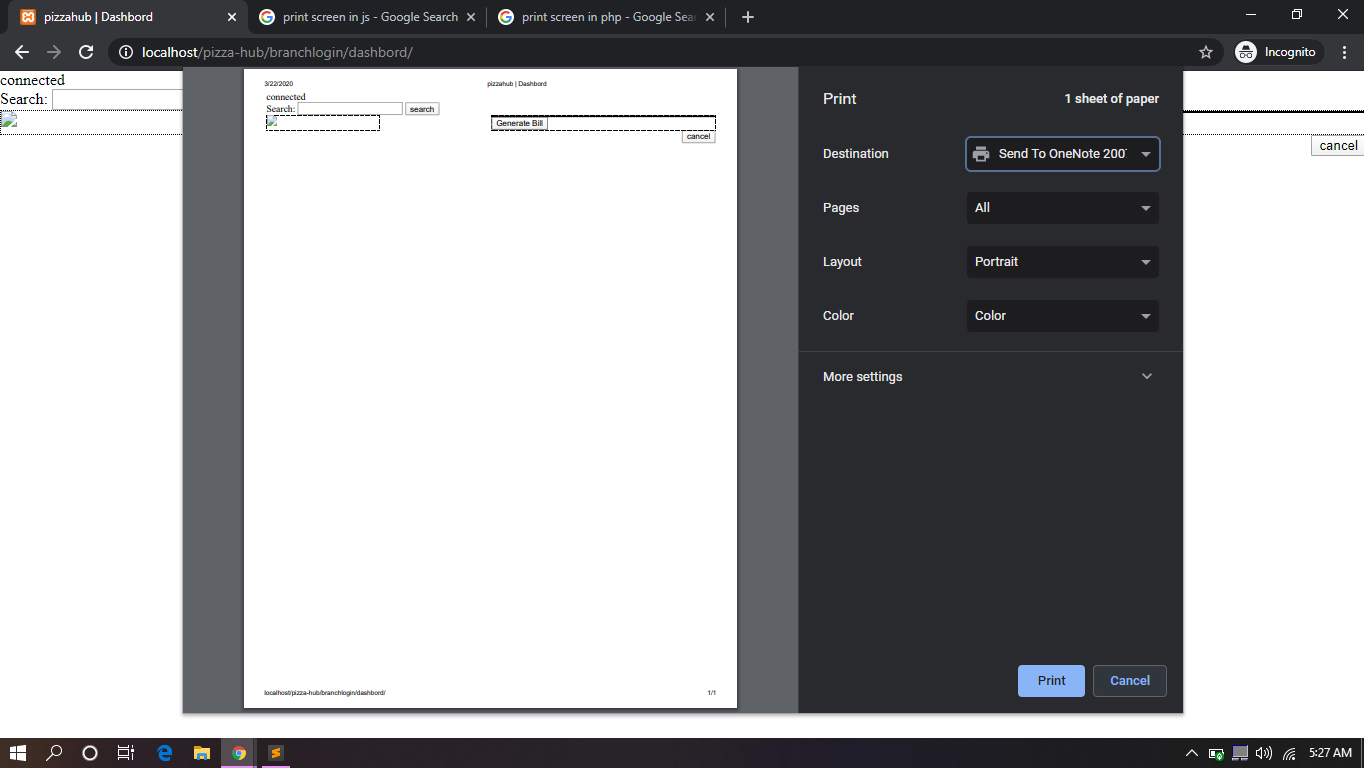 pizzahub | Dashbord
print screen in js - Google Search
print screen in php - Google Sea
localhost/pizza-hub/branchlogin/dashbord/
Incognito
connected
Search:
cancel
3/22/2020 pizzahub | Dashbord
connected
Search: search
Generate Bill
cancel
localhost/pizza-hub/branchlogin/dashbord/ 1/1
Print 1 sheet of paper
Destination Send To OneNote 200
Pages All
Layout Portrait
Color Color
More settings
Print Cancel
5:27 AM